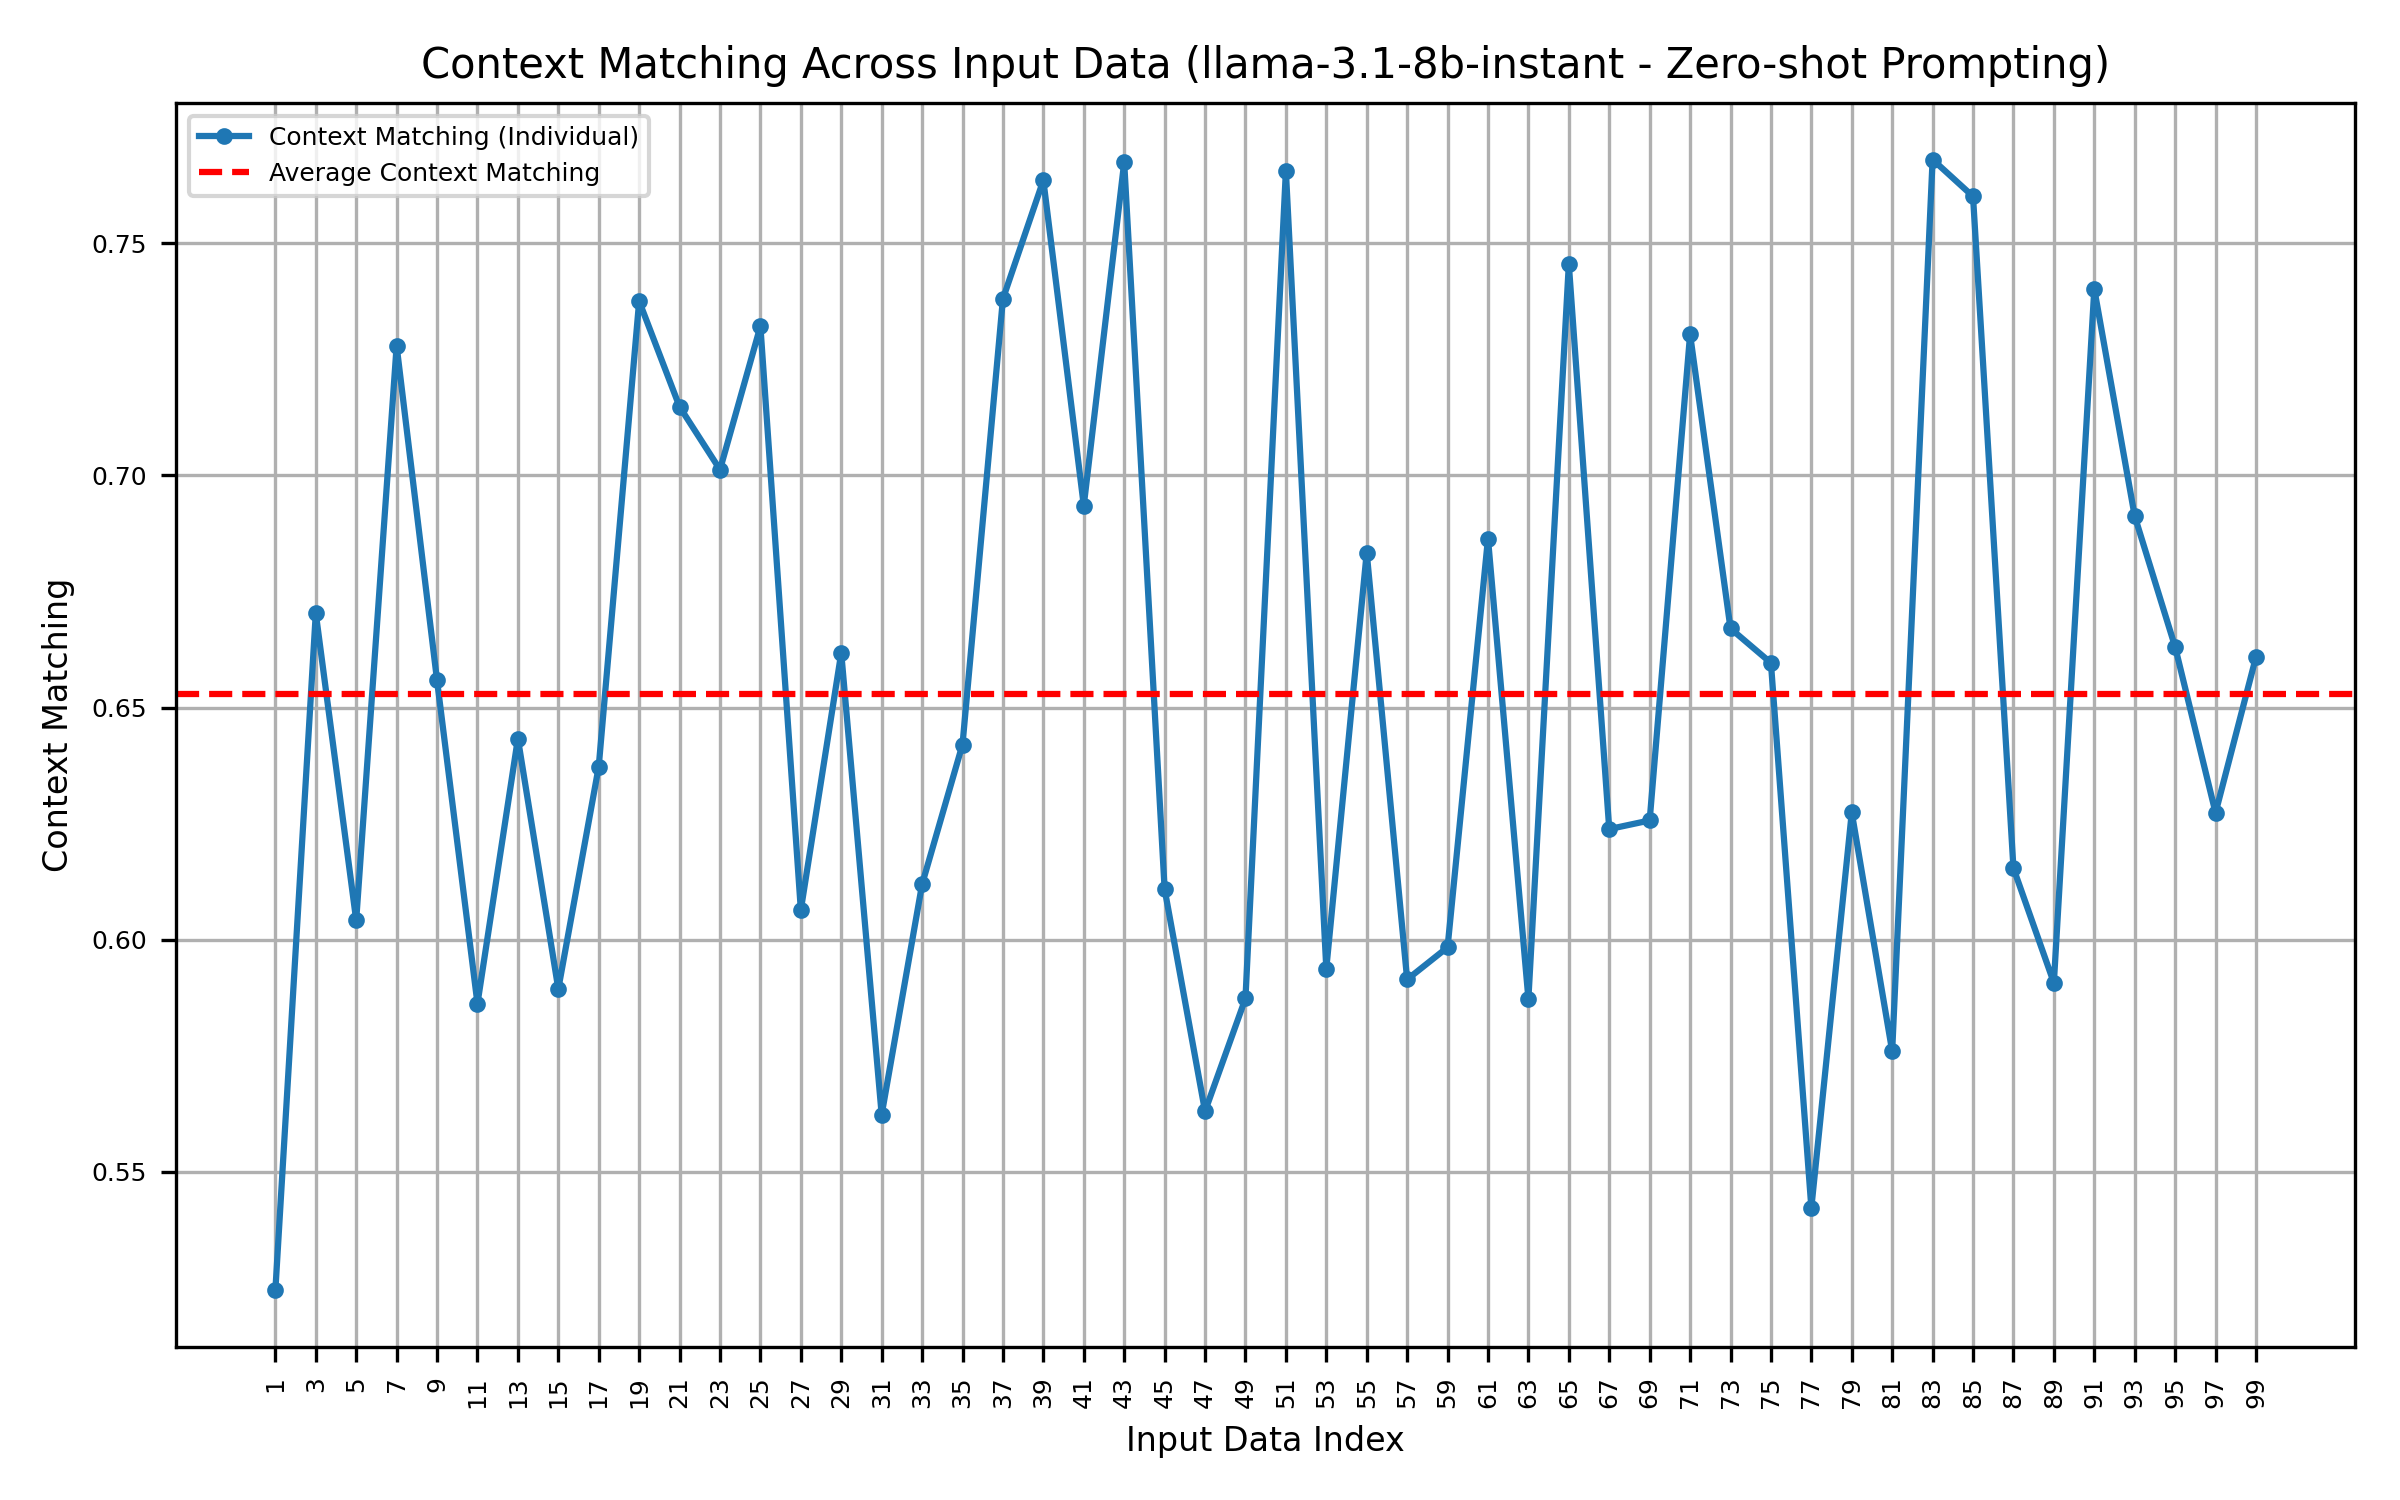 Context Matching Across Input Data (llama-3.1-8b-instant - Zero-shot Prompting)
Context Matching (Individual)
Average Context Matching
Context Matching
0.75
0.70
0.65
0.60
0.55
1 3 5 7 9 11 13 15 17 19 21 23 25 27 29 31 33 35 37 39 41 43 45 47 49 51 53 55 57 59 61 63 65 67 69 71 73 75 77 79 81 83 85 87 89 91 93 95 97 99
Input Data Index